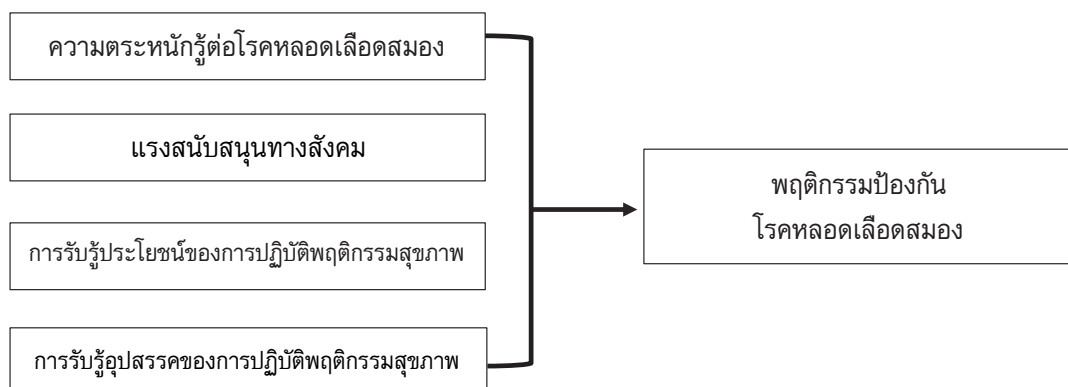 ความตระหนักรู้ต่อโรคหลอดเลือดสมอง
แรงสนับสนุนทางสังคม
การรับรู้ประโยชน์ของการปฏิบัติพฤติกรรมสุขภาพ
การรับรู้อุปสรรคของการปฏิบัติพฤติกรรมสุขภาพ
พฤติกรรมป้องกัน
โรคหลอดเลือดสมอง